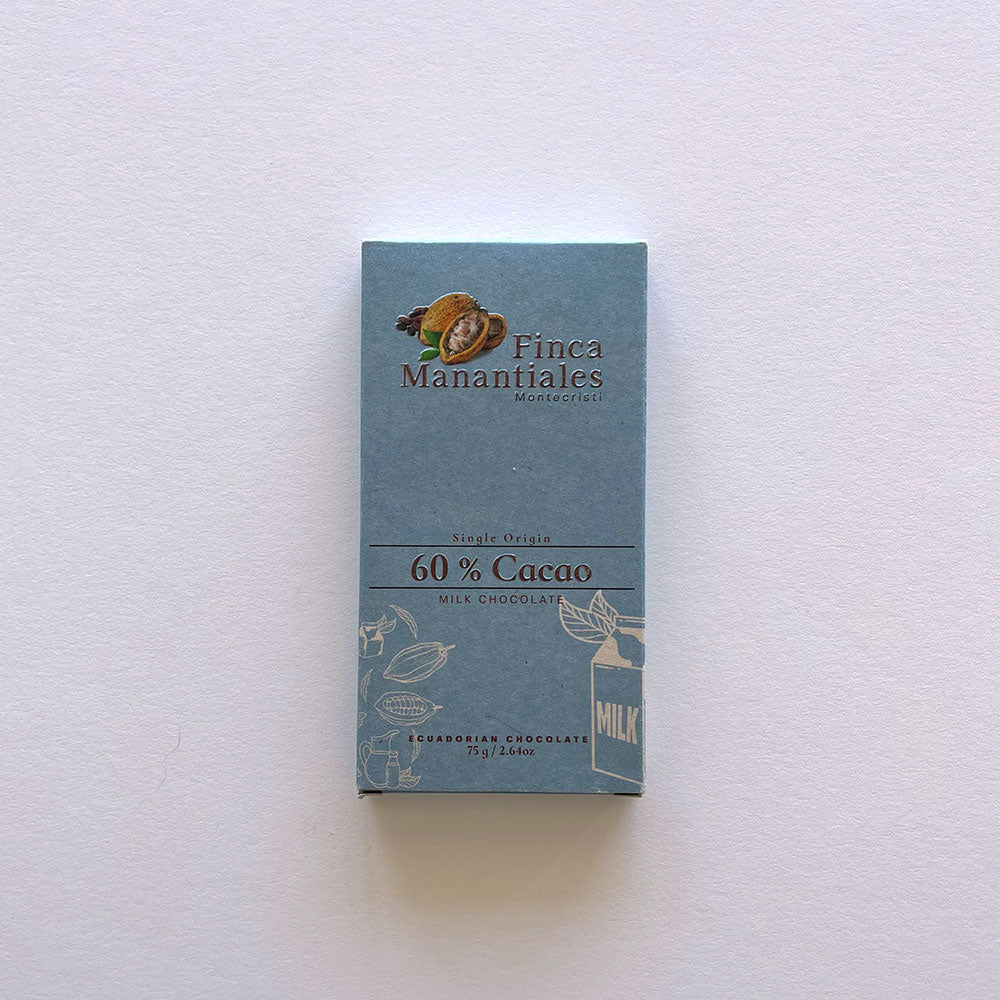 Finca
Manantiales
Montecristi
Single Origin
60 % Cacao
MILK CHOCOLATE
MILK
ECUADORIAN CHOCOLATE
75 g / 2.64oz